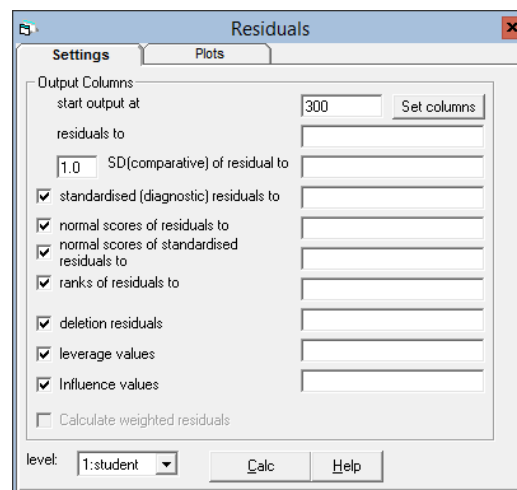 Residuals
Settings
Plots
Output Columns
start output at
300
Set columns
residuals to
1.0
SD(comparative) of residual to
standardised (diagnostic) residuals to
normal scores of residuals to
normal scores of standardised
residuals to
ranks of residuals to
deletion residuals
leverage values
Influence values
Calculate weighted residuals
level:
1:student
Calc
Help